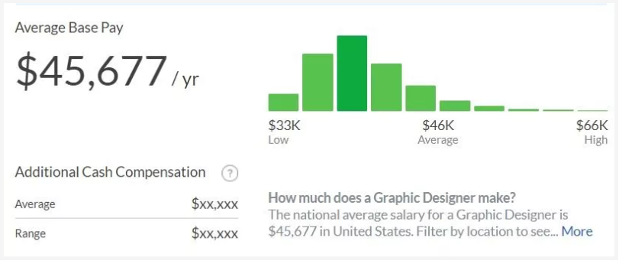 Average Base Pay
$45,677 / yr
$33K
Low
$46K
Average
$66K
High
Additional Cash Compensation ?
Average $xx,xxx
Range $xx,xxx
How much does a Graphic Designer make?
The national average salary for a Graphic Designer is
$45,677 in United States. Filter by location to see... More